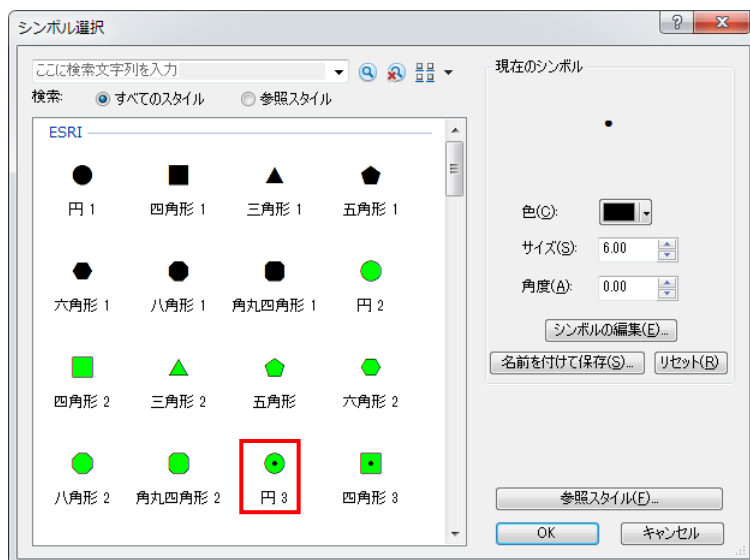 シンボル選択
ここに検索文字列を入力
検索: すべてのスタイル 参照スタイル
ESRI
円 1 四角形 1 三角形 1 五角形 1
六角形 1 八角形 1 角丸四角形 1 円 2
四角形 2 三角形 2 五角形 六角形 2
八角形 2 角丸四角形 2 円 3 四角形 3
現在のシンボル
色(C):
サイズ(S): 6.00
角度(A): 0.00
シンボルの編集(E)...
名前を付けて保存(S)... リセット(R)
参照スタイル(F)...
OK キャンセル